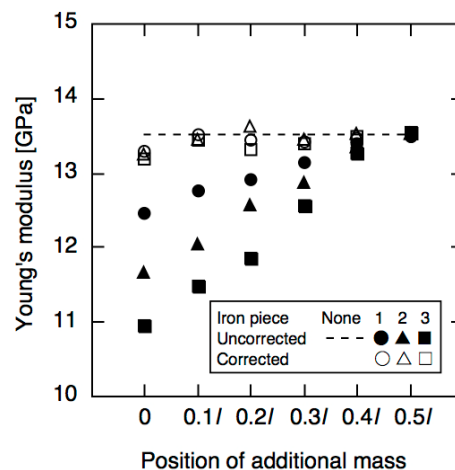 15
14
13
12
11
10
Young's modulus [GPa]
Iron piece None 1 2 3
Uncorrected
Corrected
0 0.1l 0.2l 0.3l 0.4l 0.5l
Position of additional mass